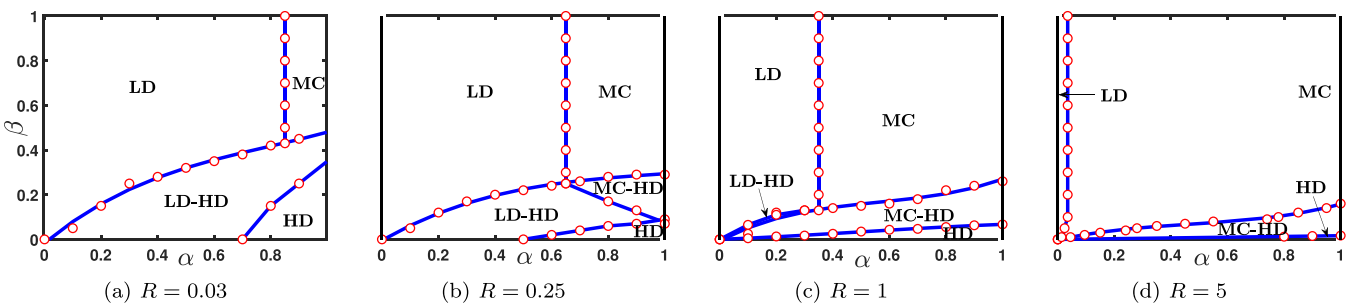 1
0.8
0.6
0.4
0.2
0
β
LD
MC
LD-HD
HD
0.2 0.4 0.6 0.8
α
(a) R = 0.03
LD
MC
MC-HD
LD-HD
HD
0 0.2 0.4 0.6 0.8 1
α
(b) R = 0.25
LD
MC
LD-HD
MC-HD
HD
0 0.2 0.4 0.6 0.8 1
α
(c) R = 1
LD
MC
HD
MC-HD
0 0.2 0.4 0.6 0.8 1
α
(d) R = 5